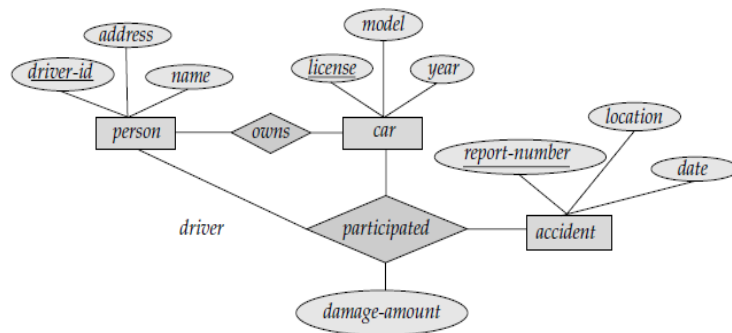 model
address
driver-id
name
license
year
person
owns
car
location
report-number
date
driver
participated
accident
damage-amount